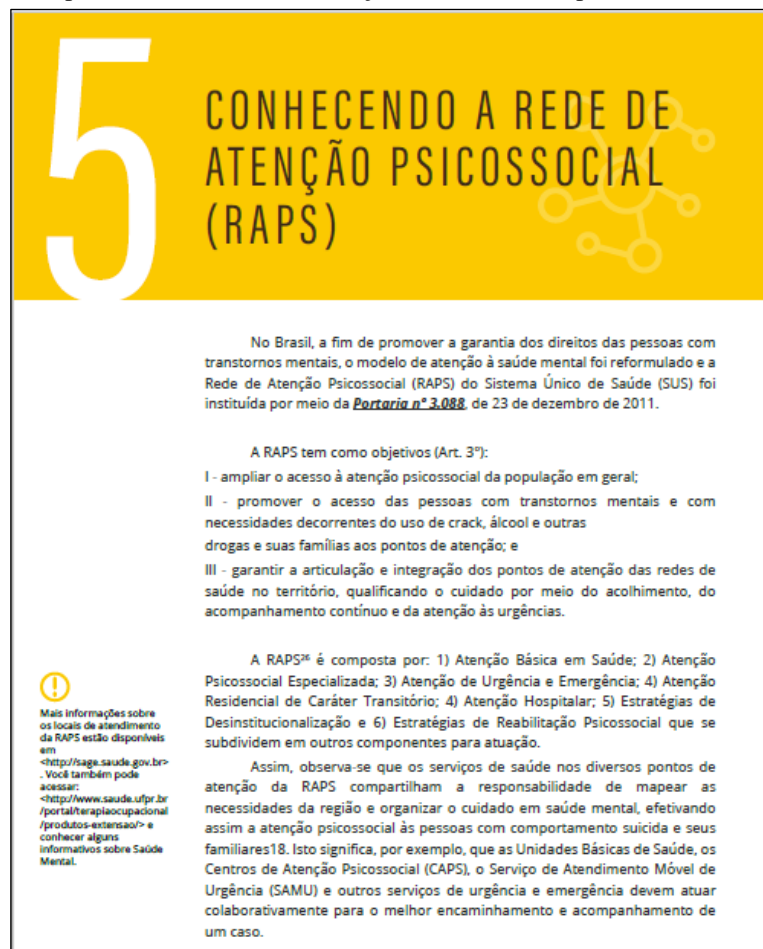 5
CONHECENDO A REDE DE
ATENÇÃO PSICOSSOCIAL
(RAPS)
No Brasil, a fim de promover a garantia dos direitos das pessoas com
transtornos mentais, o modelo de atenção à saúde mental foi reformulado e a
Rede de Atenção Psicossocial (RAPS) do Sistema Único de Saúde (SUS) foi
instituída por meio da Portaria n° 3.088, de 23 de dezembro de 2011.
A RAPS tem como objetivos (Art. 3º):
I - ampliar o acesso à atenção psicossocial da população em geral;
II - promover o acesso das pessoas com transtornos mentais e com
necessidades decorrentes do uso de crack, álcool e outras
drogas e suas famílias aos pontos de atenção; e
III - garantir a articulação e integração dos pontos de atenção das redes de
saúde no território, qualificando o cuidado por meio do acolhimento, do
acompanhamento contínuo e da atenção às urgências.
A RAPS²⁶ é composta por: 1) Atenção Básica em Saúde; 2) Atenção
Psicossocial Especializada; 3) Atenção de Urgência e Emergência; 4) Atenção
Residencial de Caráter Transitório; 4) Atenção Hospitalar; 5) Estratégias de
Desinstitucionalização e 6) Estratégias de Reabilitação Psicossocial que se
subdividem em outros componentes para atuação.
Assim, observa-se que os serviços de saúde nos diversos pontos de
atenção da RAPS compartilham a responsabilidade de mapear as
necessidades da região e organizar o cuidado em saúde mental, efetivando
assim a atenção psicossocial às pessoas com comportamento suicida e seus
familiares18. Isto significa, por exemplo, que as Unidades Básicas de Saúde, os
Centros de Atenção Psicossocial (CAPS), o Serviço de Atendimento Móvel de
Urgência (SAMU) e outros serviços de urgência e emergência devem atuar
colaborativamente para o melhor encaminhamento e acompanhamento de
um caso.
Mais informações sobre
os locais de atendimento
da RAPS estão disponíveis
em
<http://sage.saude.gov.br>
. Você também pode
acessar:
<http://www.saude.ufpr.br
/portal/terapiaocupacional
/produtos-extensao/> e
conhecer alguns
informativos sobre Saúde
Mental.